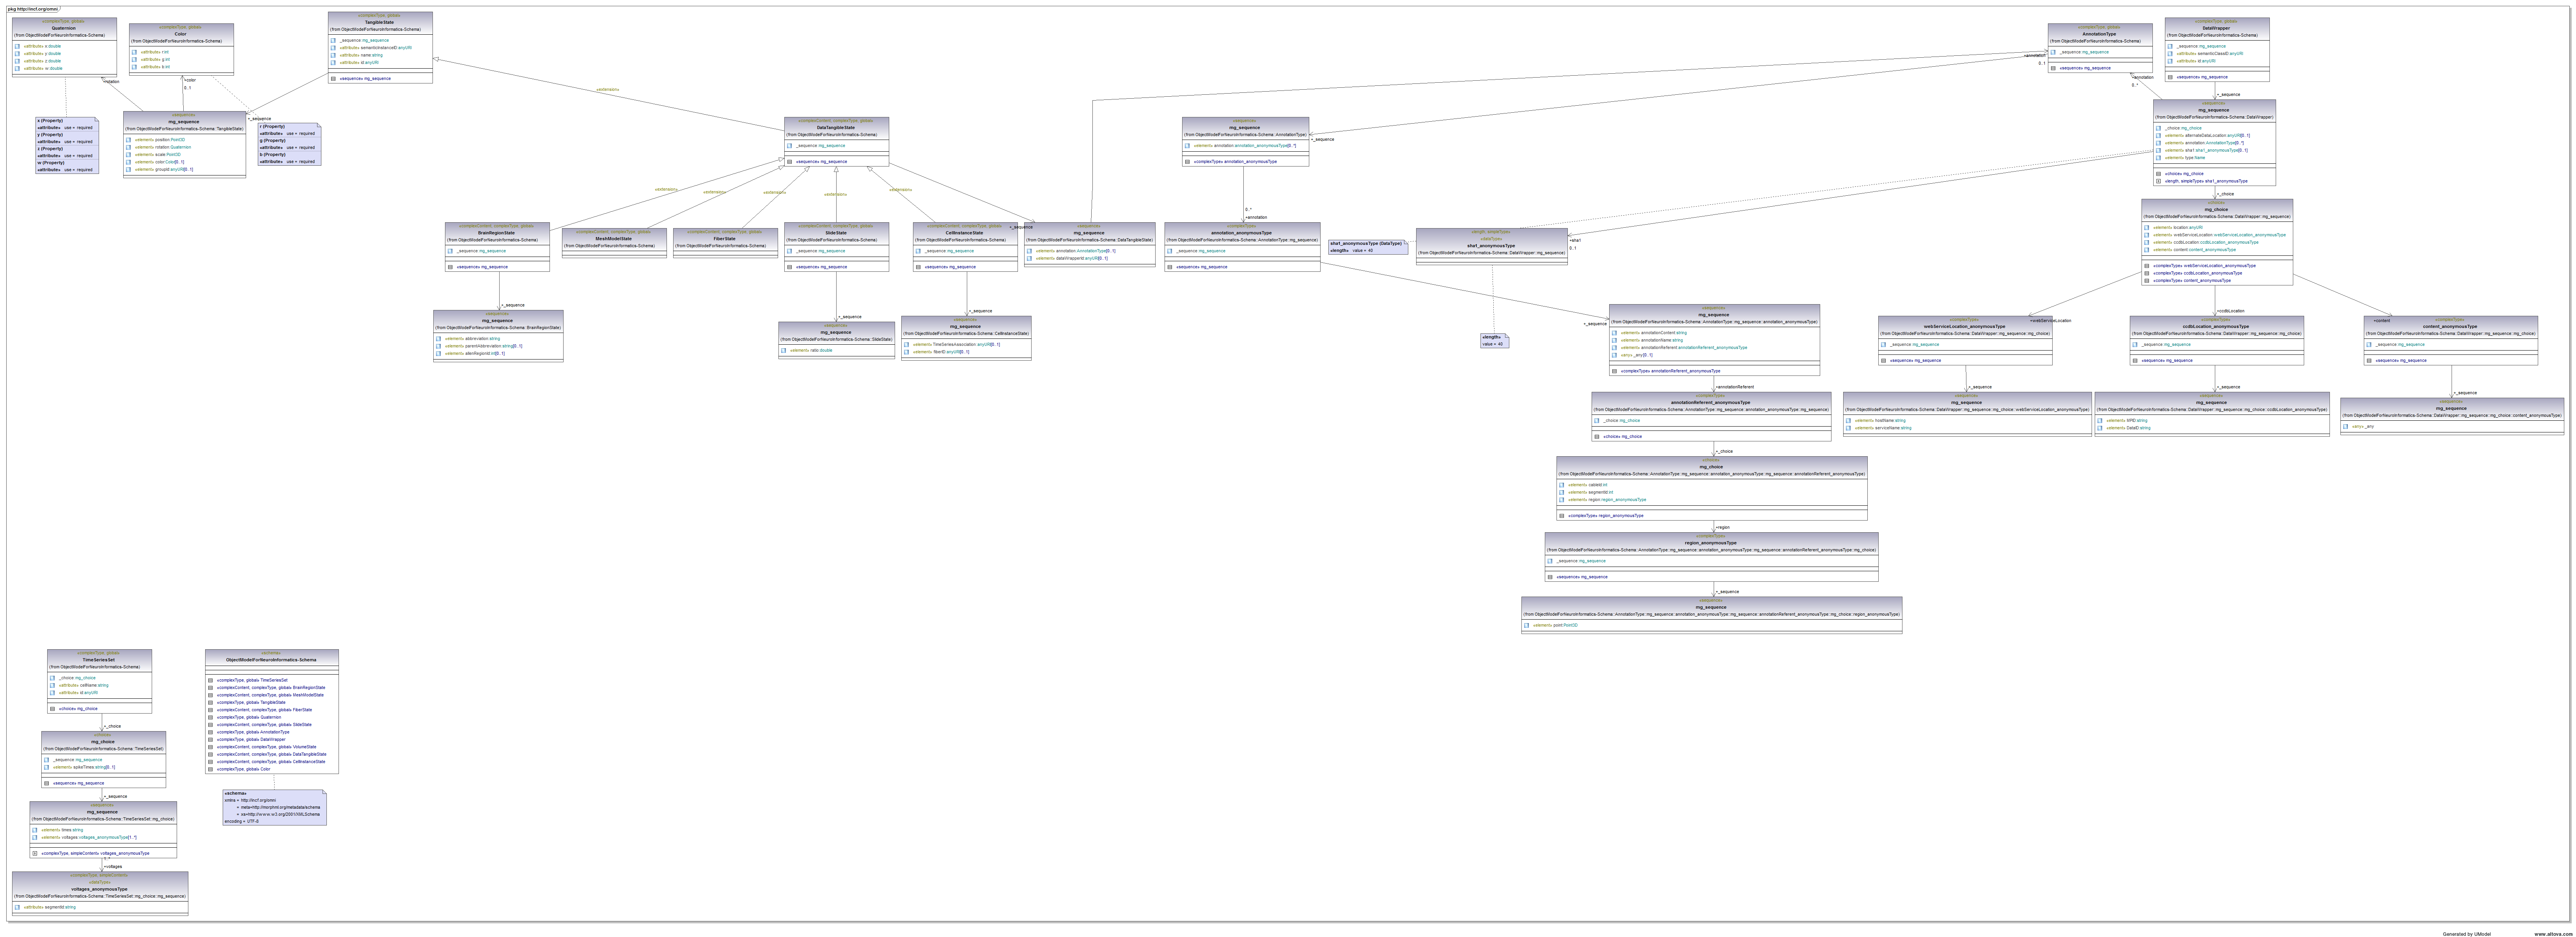 pkg http://incf.org/omni
«complexType, global»
Quaternion
(from ObjectModelForNeuroInformatics-Schema)
«attribute» x:double
«attribute» y:double
«attribute» z:double
«attribute» w:double
«complexType, global»
Color
(from ObjectModelForNeuroInformatics-Schema)
«attribute» r:int
«attribute» g:int
«attribute» b:int
«complexType, global»
TangibleState
(from ObjectModelForNeuroInformatics-Schema)
_sequence:mg_sequence
«attribute» semanticInstanceID:anyURI
«attribute» name:string
«attribute» id:anyURI
«sequence» mg_sequence
+rotation
+color
0..1
+_sequence
x (Property)
«attribute» use = required
y (Property)
«attribute» use = required
z (Property)
«attribute» use = required
w (Property)
«attribute» use = required
«sequence»
mg_sequence
(from ObjectModelForNeuroInformatics-Schema::TangibleState)
«element» position:Point3D
«element» rotation:Quaternion
«element» scale:Point3D
«element» color:Color[0..1]
«element» groupId:anyURI[0..1]
r (Property)
«attribute» use = required
g (Property)
«attribute» use = required
b (Property)
«attribute» use = required
«extension»
«complexContent, complexType, global»
DataTangibleState
(from ObjectModelForNeuroInformatics-Schema)
_sequence:mg_sequence
«sequence» mg_sequence
«extension»
«extension»
«extension»
«extension»
«extension»
«complexContent, complexType, global»
BrainRegionState
(from ObjectModelForNeuroInformatics-Schema)
_sequence:mg_sequence
«sequence» mg_sequence
«complexContent, complexType, global»
MeshModelState
(from ObjectModelForNeuroInformatics-Schema)
«complexContent, complexType, global»
FiberState
(from ObjectModelForNeuroInformatics-Schema)
«complexContent, complexType, global»
SlideState
(from ObjectModelForNeuroInformatics-Schema)
_sequence:mg_sequence
«sequence» mg_sequence
«complexContent, complexType, global»
CellInstanceState
(from ObjectModelForNeuroInformatics-Schema)
_sequence:mg_sequence
«sequence» mg_sequence
+_sequence
«sequence»
mg_sequence
(from ObjectModelForNeuroInformatics-Schema::DataTangibleState)
«element» annotation:AnnotationType[0..1]
«element» dataWrapperId:anyURI[0..1]
+_sequence
«sequence»
mg_sequence
(from ObjectModelForNeuroInformatics-Schema::BrainRegionState)
«element» abbreviation:string
«element» parentAbbreviation:string[0..1]
«element» allenRegionId:int[0..1]
+_sequence
«sequence»
mg_sequence
(from ObjectModelForNeuroInformatics-Schema::SlideState)
«element» ratio:double
+_sequence
«sequence»
mg_sequence
(from ObjectModelForNeuroInformatics-Schema::CellInstanceState)
«element» TimeSeriesAssociation:anyURI[0..1]
«element» fiberID:anyURI[0..1]
«sequence»
mg_sequence
(from ObjectModelForNeuroInformatics-Schema::AnnotationType)
«element» annotation:annotation_anonymousType[0..*]
«complexType» annotation_anonymousType
+_sequence
0..*
+annotation
«complexType»
annotation_anonymousType
(from ObjectModelForNeuroInformatics-Schema::AnnotationType::mg_sequence)
_sequence:mg_sequence
«sequence» mg_sequence
sha1_anonymousType (DataType)
«length» value = 40
«length, simpleType»
«dataType»
sha1_anonymousType
(from ObjectModelForNeuroInformatics-Schema::DataWrapper::mg_sequence)
+sha1
0..1
«length»
value = 40
«complexType, global»
AnnotationType
(from ObjectModelForNeuroInformatics-Schema)
_sequence:mg_sequence
«sequence» mg_sequence
+annotation
0..1
+annotation
0..*
«complexType, global»
DataWrapper
(from ObjectModelForNeuroInformatics-Schema)
_sequence:mg_sequence
«attribute» semanticClassID:anyURI
«attribute» id:anyURI
«sequence» mg_sequence
+_sequence
«sequence»
mg_sequence
(from ObjectModelForNeuroInformatics-Schema::DataWrapper)
_choice:mg_choice
«element» alternateDataLocation:anyURI[0..1]
«element» annotation:AnnotationType[0..*]
«element» sha1:sha1_anonymousType[0..1]
«element» type:Name
«choice» mg_choice
«length, simpleType» sha1_anonymousType
+_choice
«choice»
mg_choice
(from ObjectModelForNeuroInformatics-Schema::DataWrapper::mg_sequence)
«element» location:anyURI
«element» webServiceLocation:webServiceLocation_anonymousType
«element» ccdbLocation:ccdbLocation_anonymousType
«element» content:content_anonymousType
«complexType» webServiceLocation_anonymousType
«complexType» ccdbLocation_anonymousType
«complexType» content_anonymousType
+webServiceLocation
+ccdbLocation
+content
«complexType»
webServiceLocation_anonymousType
(from ObjectModelForNeuroInformatics-Schema::DataWrapper::mg_sequence::mg_choice)
_sequence:mg_sequence
«sequence» mg_sequence
«complexType»
ccdbLocation_anonymousType
(from ObjectModelForNeuroInformatics-Schema::DataWrapper::mg_sequence::mg_choice)
_sequence:mg_sequence
«sequence» mg_sequence
«complexType»
content_anonymousType
(from ObjectModelForNeuroInformatics-Schema::DataWrapper::mg_sequence::mg_choice)
_sequence:mg_sequence
«sequence» mg_sequence
+_sequence
«sequence»
mg_sequence
(from ObjectModelForNeuroInformatics-Schema::DataWrapper::mg_sequence::mg_choice::webServiceLocation_anonymousType)
«element» hostName:string
«element» serviceName:string
+_sequence
«sequence»
mg_sequence
(from ObjectModelForNeuroInformatics-Schema::DataWrapper::mg_sequence::mg_choice::ccdbLocation_anonymousType)
«element» MPID:string
«element» DataID:string
+_sequence
«sequence»
mg_sequence
(from ObjectModelForNeuroInformatics-Schema::DataWrapper::mg_sequence::mg_choice::content_anonymousType)
«any» _any
+_sequence
«sequence»
mg_sequence
(from ObjectModelForNeuroInformatics-Schema::AnnotationType::mg_sequence::annotation_anonymousType)
«element» annotationContent:string
«element» annotationName:string
«element» annotationReferent:annotationReferent_anonymousType
«any» _any[0..1]
«complexType» annotationReferent_anonymousType
+annotationReferent
«complexType»
annotationReferent_anonymousType
(from ObjectModelForNeuroInformatics-Schema::AnnotationType::mg_sequence::annotation_anonymousType::mg_sequence)
_choice:mg_choice
«choice» mg_choice
+_choice
«choice»
mg_choice
(from ObjectModelForNeuroInformatics-Schema::AnnotationType::mg_sequence::annotation_anonymousType::mg_sequence::annotationReferent_anonymousType)
«element» cableId:int
«element» segmentId:int
«element» region:region_anonymousType
«complexType» region_anonymousType
+region
«complexType»
region_anonymousType
(from ObjectModelForNeuroInformatics-Schema::AnnotationType::mg_sequence::annotation_anonymousType::mg_sequence::annotationReferent_anonymousType::mg_choice)
_sequence:mg_sequence
«sequence» mg_sequence
+_sequence
«sequence»
mg_sequence
(from ObjectModelForNeuroInformatics-Schema::AnnotationType::mg_sequence::annotation_anonymousType::mg_sequence::annotationReferent_anonymousType::mg_choice::region_anonymousType)
«element» point:Point3D
«complexType, global»
TimeSeriesSet
(from ObjectModelForNeuroInformatics-Schema)
_choice:mg_choice
«attribute» cellName:string
«attribute» id:anyURI
«choice» mg_choice
+_choice
«choice»
mg_choice
(from ObjectModelForNeuroInformatics-Schema::TimeSeriesSet)
_sequence:mg_sequence
«element» spikeTimes:string[0..1]
«sequence» mg_sequence
+_sequence
«sequence»
mg_sequence
(from ObjectModelForNeuroInformatics-Schema::TimeSeriesSet::mg_choice)
«element» times:string
«element» voltages:voltages_anonymousType[1..*]
«complexType, simpleContent» voltages_anonymousType
+voltages
«complexType, simpleContent»
«dataType»
voltages_anonymousType
(from ObjectModelForNeuroInformatics-Schema::TimeSeriesSet::mg_choice::mg_sequence)
«attribute» segmentId:string
«schema»
ObjectModelForNeuroInformatics-Schema
«complexType, global» TimeSeriesSet
«complexContent, complexType, global» BrainRegionState
«complexContent, complexType, global» MeshModelState
«complexType, global» TangibleState
«complexContent, complexType, global» FiberState
«complexType, global» Quaternion
«complexContent, complexType, global» SlideState
«complexType, global» AnnotationType
«complexType, global» DataWrapper
«complexContent, complexType, global» VolumeState
«complexContent, complexType, global» DataTangibleState
«complexContent, complexType, global» CellInstanceState
«complexType, global» Color
«schema»
xmlns = http://incf.org/omni
+ meta=http://morphml.org/metadata/schema
+ xs=http://www.w3.org/2001/XMLSchema
encoding = UTF-8
Generated by UModel
www.altova.com